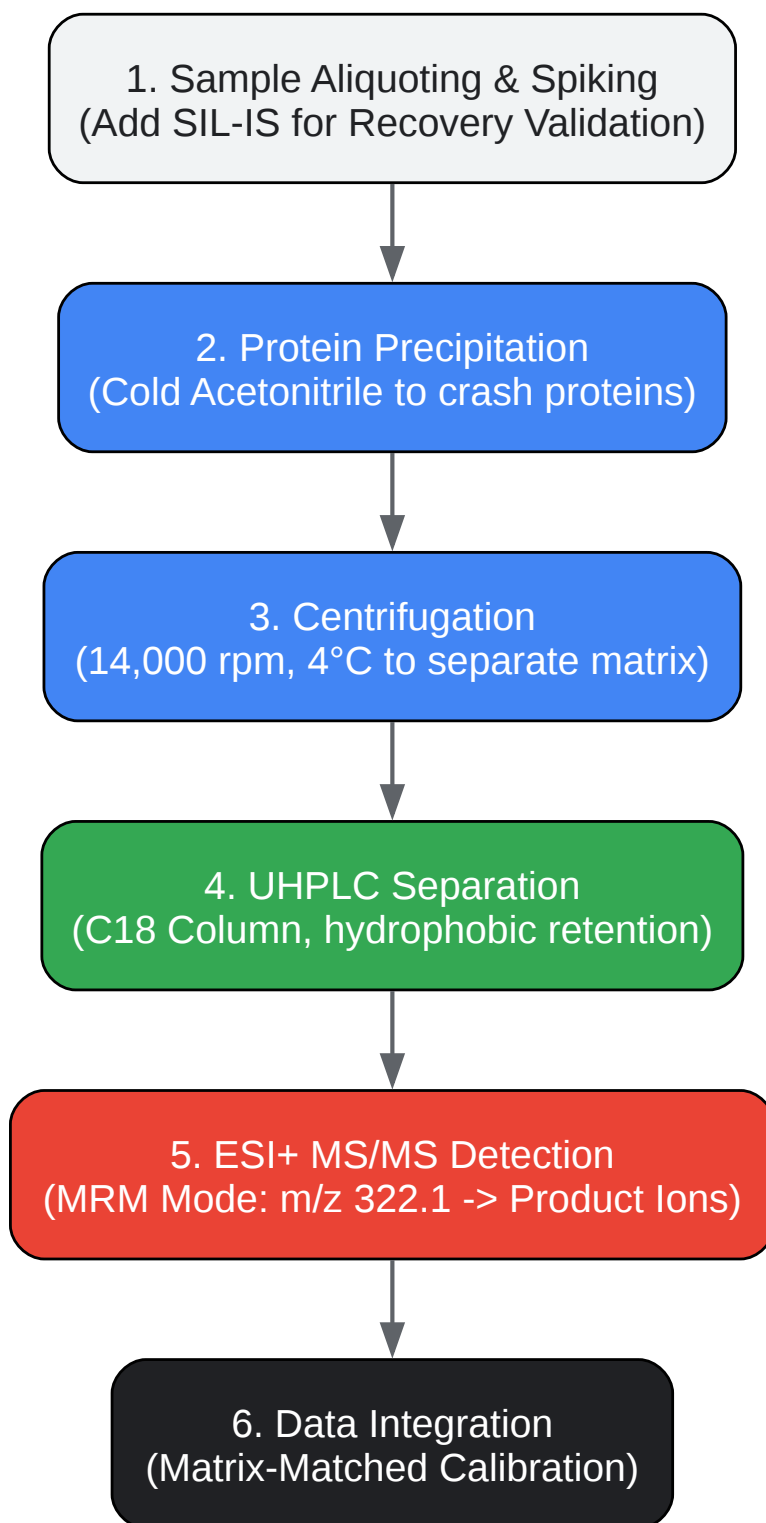 1. Sample Aliquoting & Spiking
(Add SIL-IS for Recovery Validation)
2. Protein Precipitation
(Cold Acetonitrile to crash proteins)
3. Centrifugation
(14,000 rpm, 4°C to separate matrix)
4. UHPLC Separation
(C18 Column, hydrophobic retention)
5. ESI+ MS/MS Detection
(MRM Mode: m/z 322.1 -> Product Ions)
6. Data Integration
(Matrix-Matched Calibration)